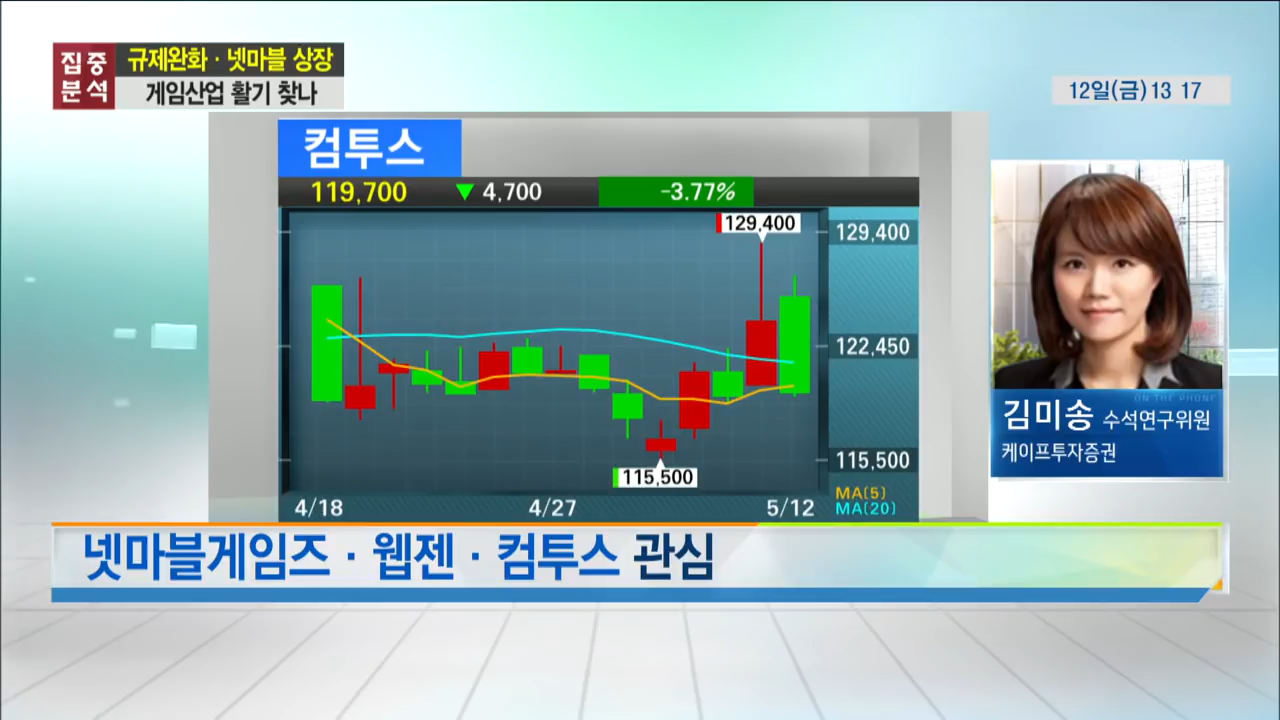 집중
분석
규제완화 · 넷마블 상장
게임산업 활기 찾나
12일(금) 13 17
컴투스
119,700 ▼ 4,700 -3.77%
129,400
129,400
122,450
115,500
115,500
4/18 4/27 5/12
MA(5)
MA(20)
ON THE PHONE
김미송 수석연구위원
케이프투자증권
넷마블게임즈 · 웹젠 · 컴투스 관심